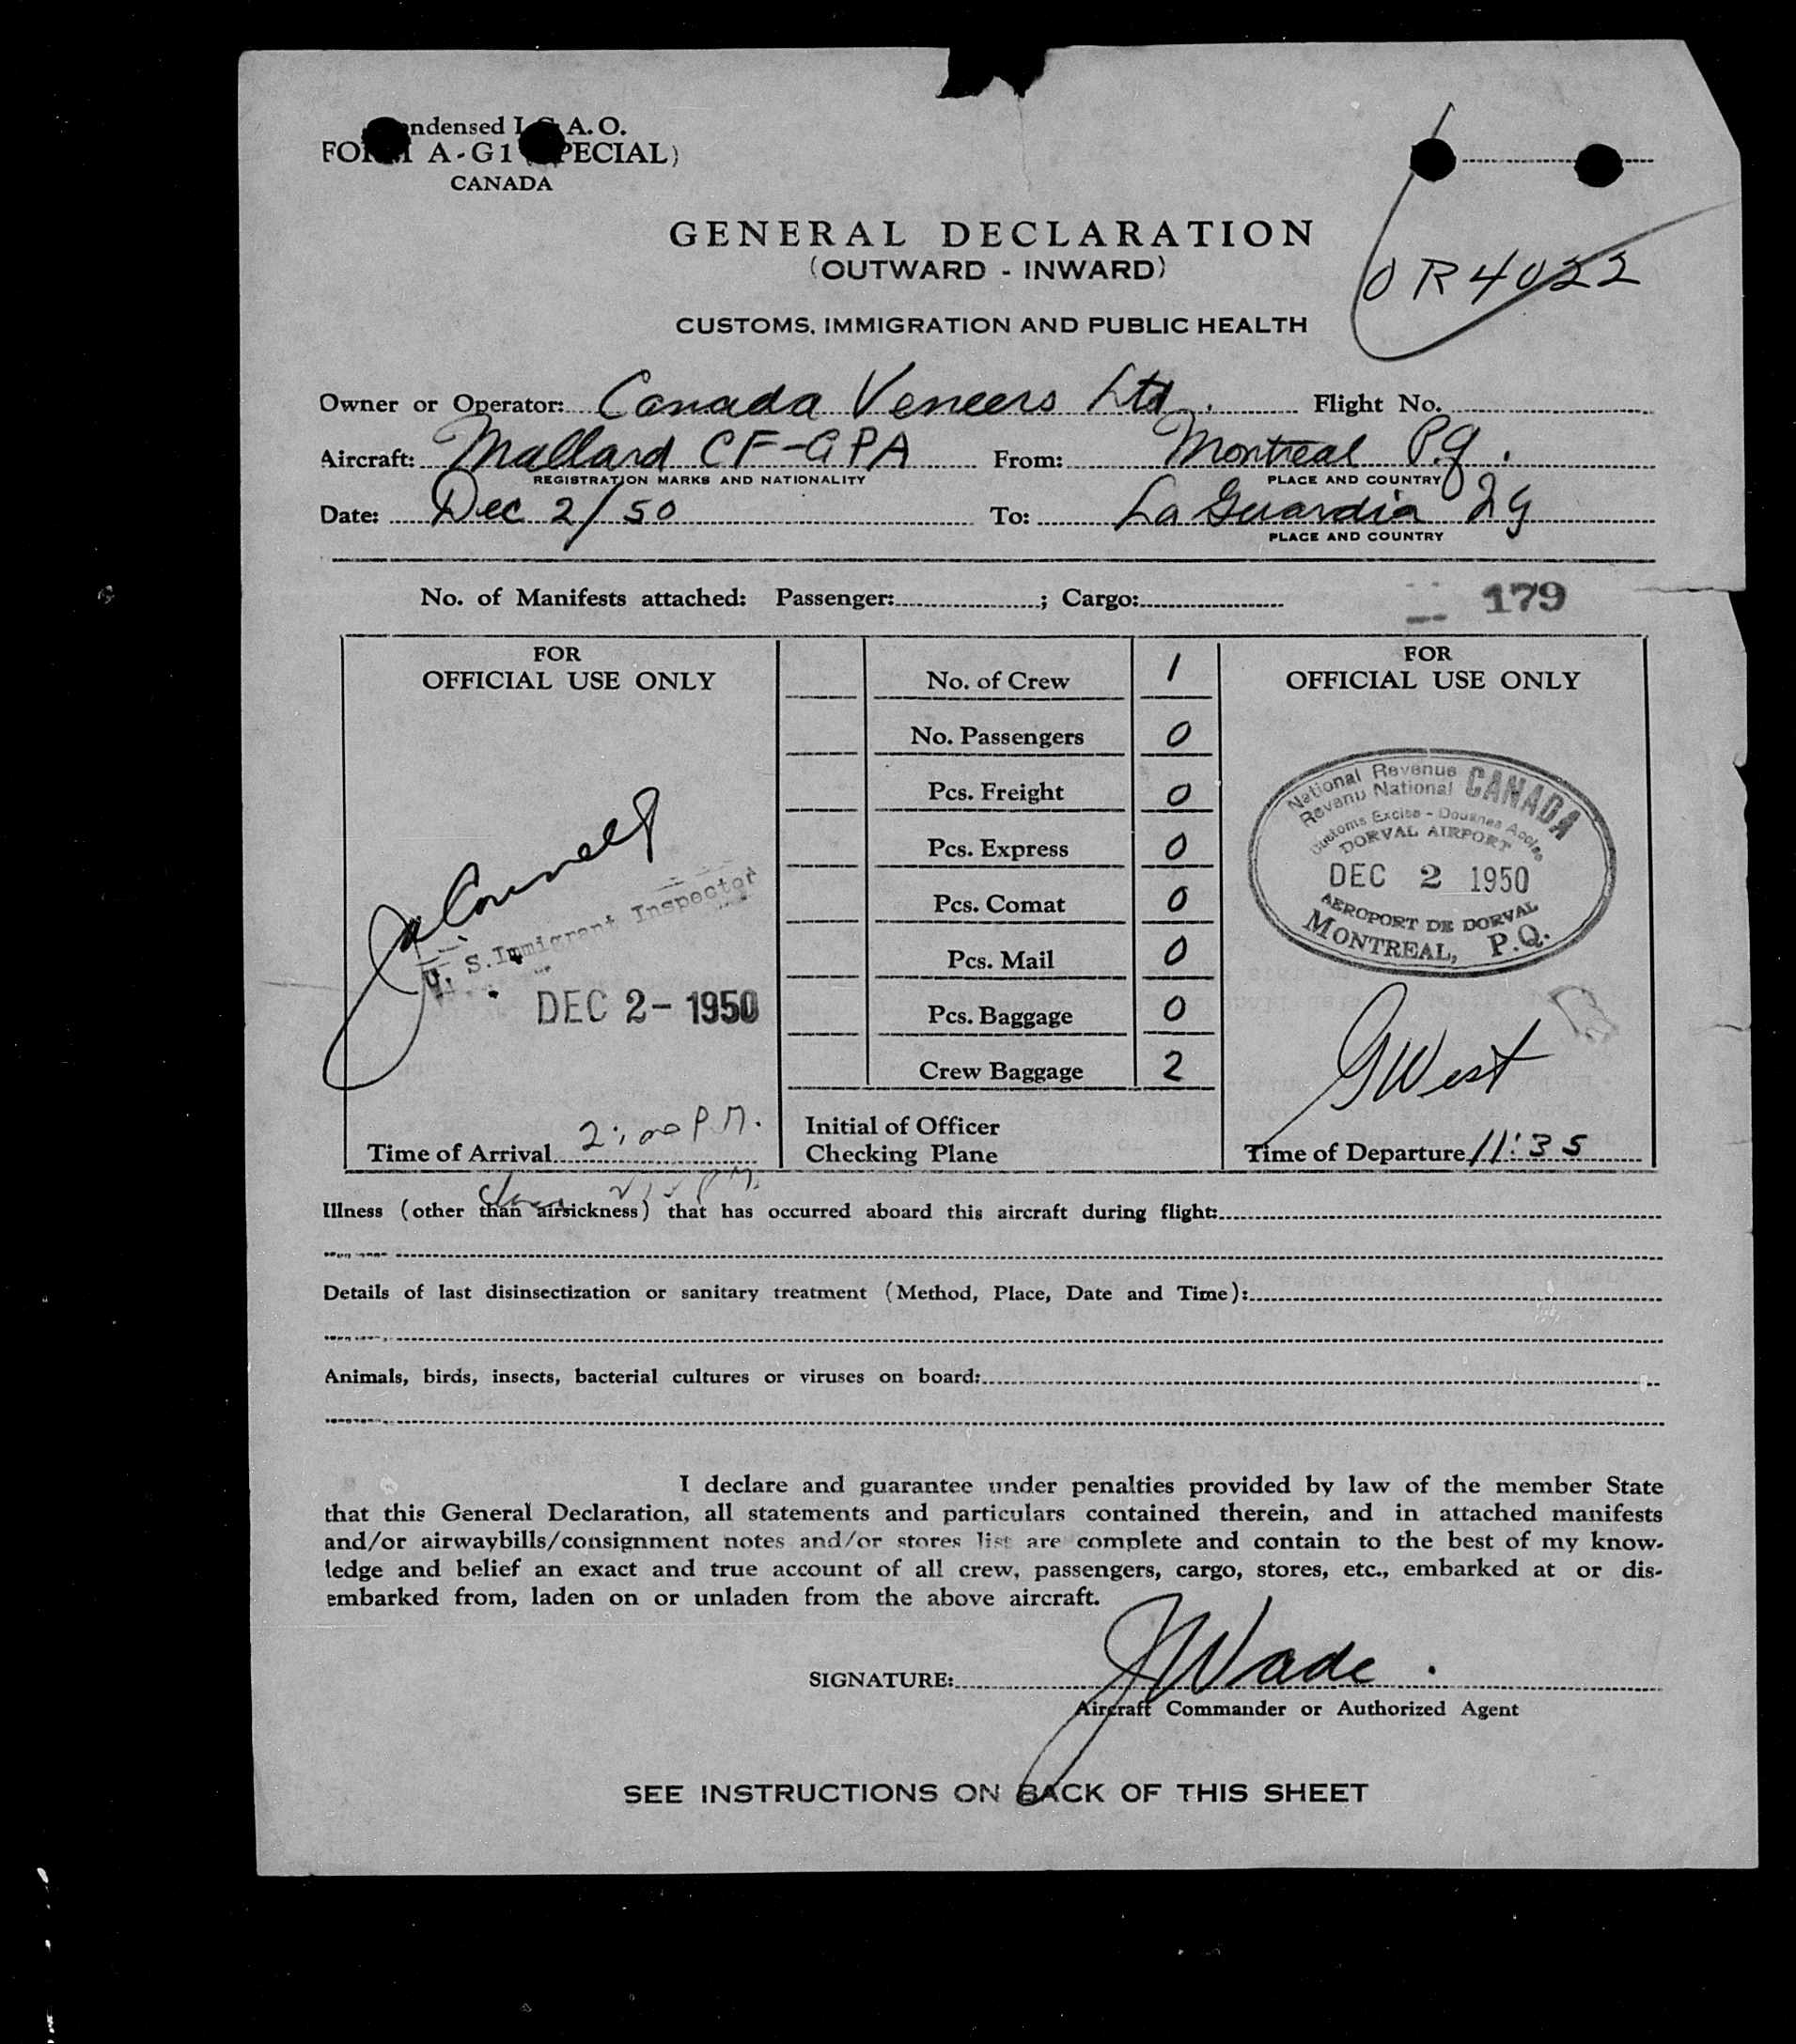 Condensed I.C.A.O.
FORM A-G1 (SPECIAL)
CANADA
GENERAL DECLARATION
(OUTWARD - INWARD)
OR4022
CUSTOMS, IMMIGRATION AND PUBLIC HEALTH
Owner or Operator: Canada Veneers Ltd. Flight No.
Aircraft: Mallard CF-GPA From: Montreal P.Q.
REGISTRATION MARKS AND NATIONALITY PLACE AND COUNTRY
Date: Dec 2/50 To: La Guardia
PLACE AND COUNTRY
No. of Manifests attached: Passenger: ; Cargo: 179
FOR
OFFICIAL USE ONLY
U. S. Immigrant Inspector
DEC 2- 1950
Time of Arrival 2:00 P.M.
No. of Crew 1
No. Passengers 0
Pcs. Freight 0
Pcs. Express 0
Pcs. Comat 0
Pcs. Mail 0
Pcs. Baggage 0
Crew Baggage 2
Initial of Officer
Checking Plane
FOR
OFFICIAL USE ONLY
National Revenue CANADA
Revenu National
Customs Excise - Douanes Accise
DORVAL AIRPORT
DEC 2 1950
AEROPORT DE DORVAL
MONTREAL, P.Q.
GWest
Time of Departure 11:35
Illness (other than airsickness) that has occurred aboard this aircraft during flight:
Details of last disinsectization or sanitary treatment (Method, Place, Date and Time):
Animals, birds, insects, bacterial cultures or viruses on board:
I declare and guarantee under penalties provided by law of the member State
that this General Declaration, all statements and particulars contained therein, and in attached manifests
and/or airwaybills/consignment notes and/or stores list are complete and contain to the best of my know-
ledge and belief an exact and true account of all crew, passengers, cargo, stores, etc., embarked at or dis-
embarked from, laden on or unladen from the above aircraft.
SIGNATURE: JWade.
Aircraft Commander or Authorized Agent
SEE INSTRUCTIONS ON BACK OF THIS SHEET